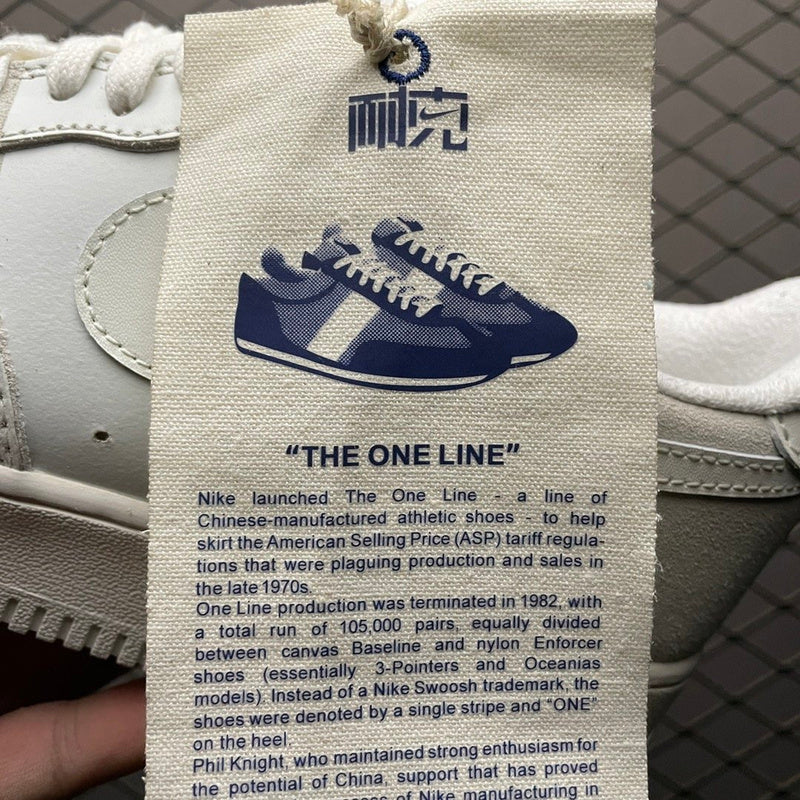 耐克
“THE ONE LINE”
Nike launched The One Line - a line of
Chinese-manufactured athletic shoes - to help
skirt the American Selling Price (ASP) tariff regula-
tions that were plaguing production and sales in
the late 1970s.
One Line production was terminated in 1982, with
a total run of 105,000 pairs, equally divided
between canvas Baseline and nylon Enforcer
shoes (essentially 3-Pointers and Oceanias
models). Instead of a Nike Swoosh trademark, the
shoes were denoted by a single stripe and “ONE”
on the heel.
Phil Knight, who maintained strong enthusiasm for
the potential of China, support that has proved
of Nike manufacturing in